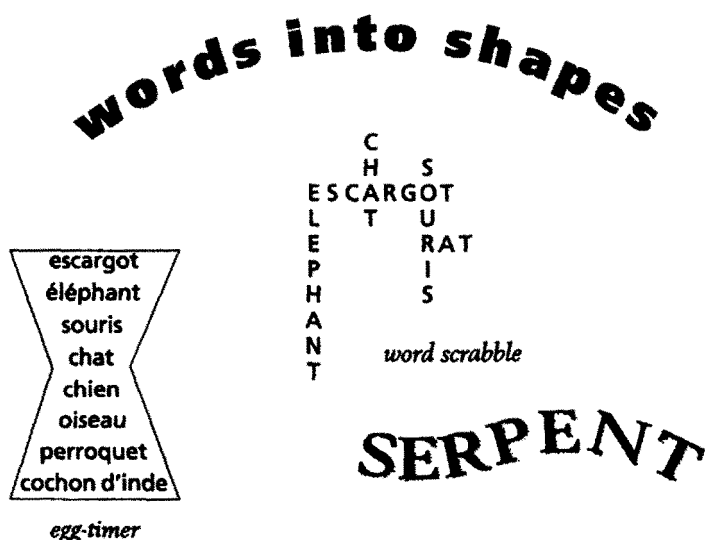 words into shapes
C
H S
ESCARGOT
L T U
E RAT
P I
H S
A
N
T
word scrabble
escargot
éléphant
souris
chat
chien
oiseau
perroquet
cochon d'inde
egg-timer
SERPENT